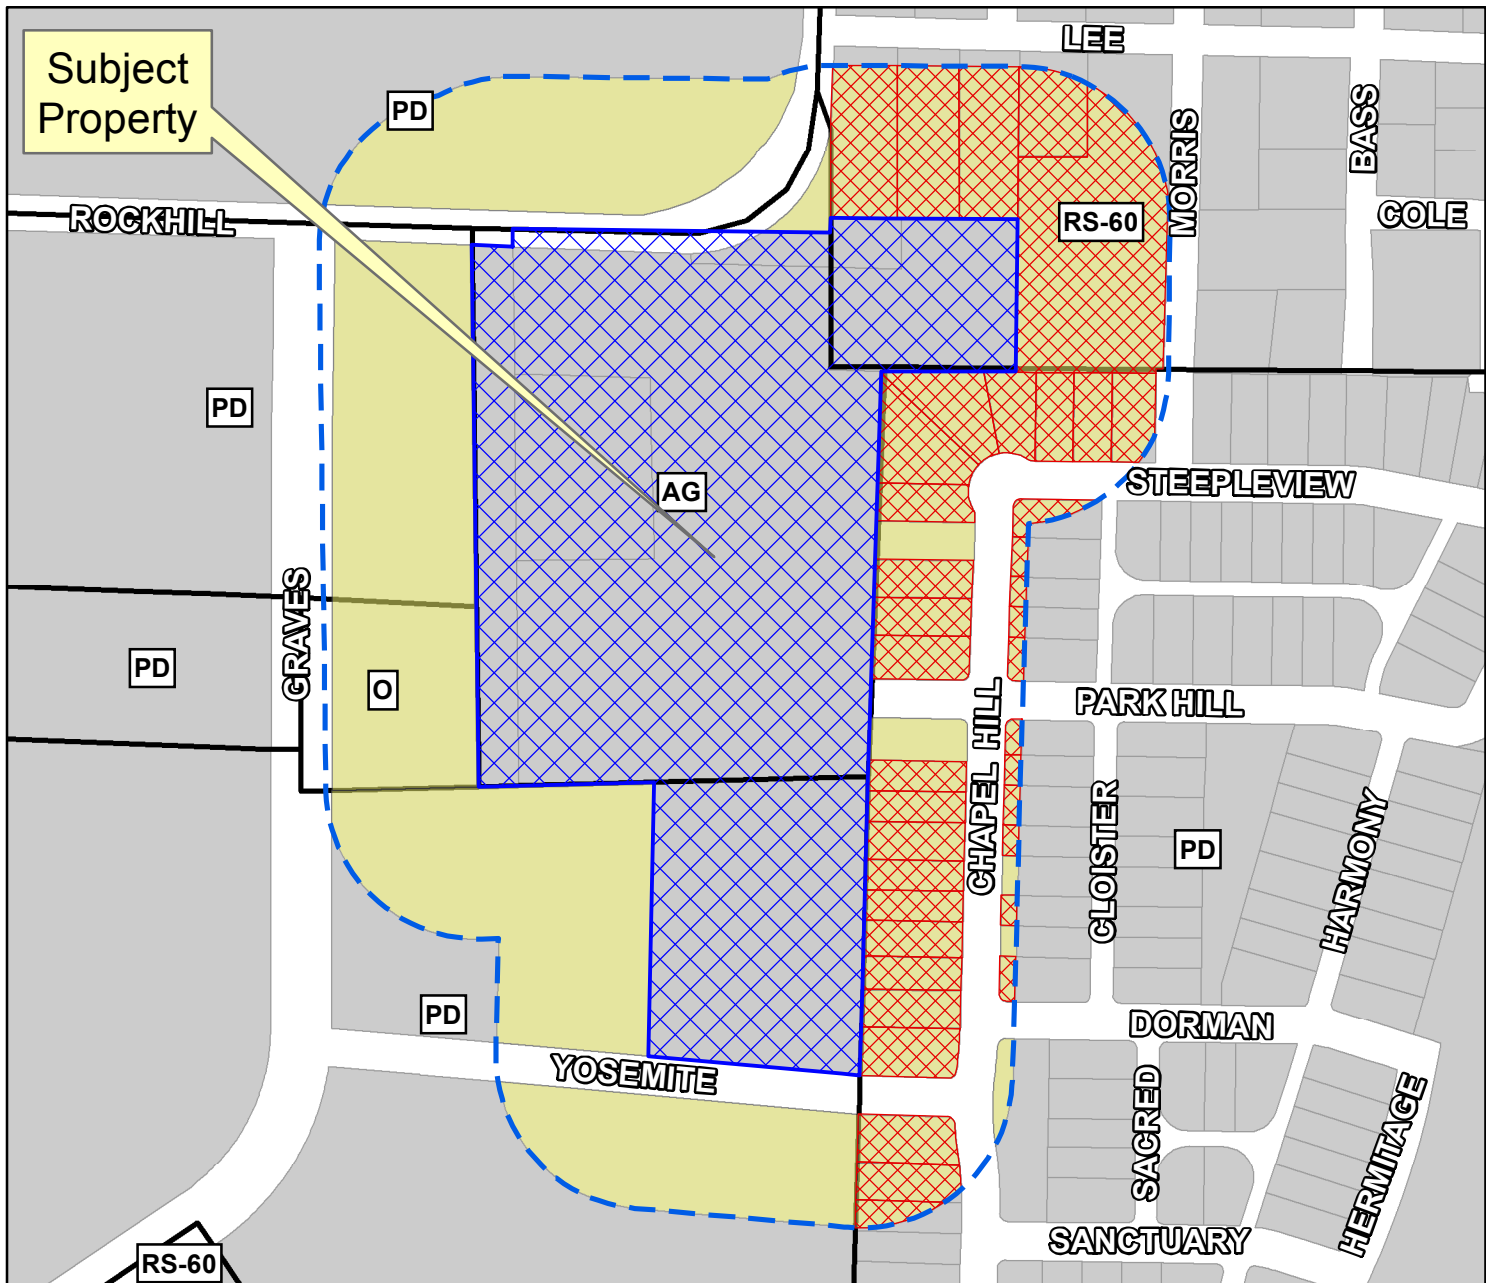 LEE
Subject
Property
PD
BASS
MORRIS
ROCKHILL
RS-60
COLE
PD
AG
STEEPLEVIEW
GRAVES
PD
O
PARK HILL
CHAPEL HILL
CLOISTER
PD
HARMONY
PD
DORMAN
YOSEMITE
SACRED
HERMITAGE
SANCTUARY
RS-60